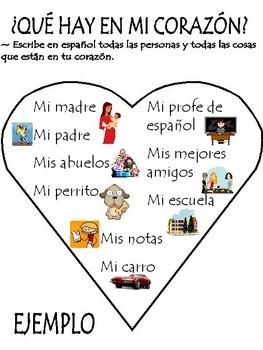 ¿QUÉ HAY EN MI CORAZÓN?
~ Escribe en español todas las personas y todas las cosas
que están en tu corazón.
Mi madre
Mi padre
Mis abuelos
Mi perrito
Mi profe de
español
Mis mejores
amigos
Mi escuela
Mis notas
Mi carro
EJEMPLO